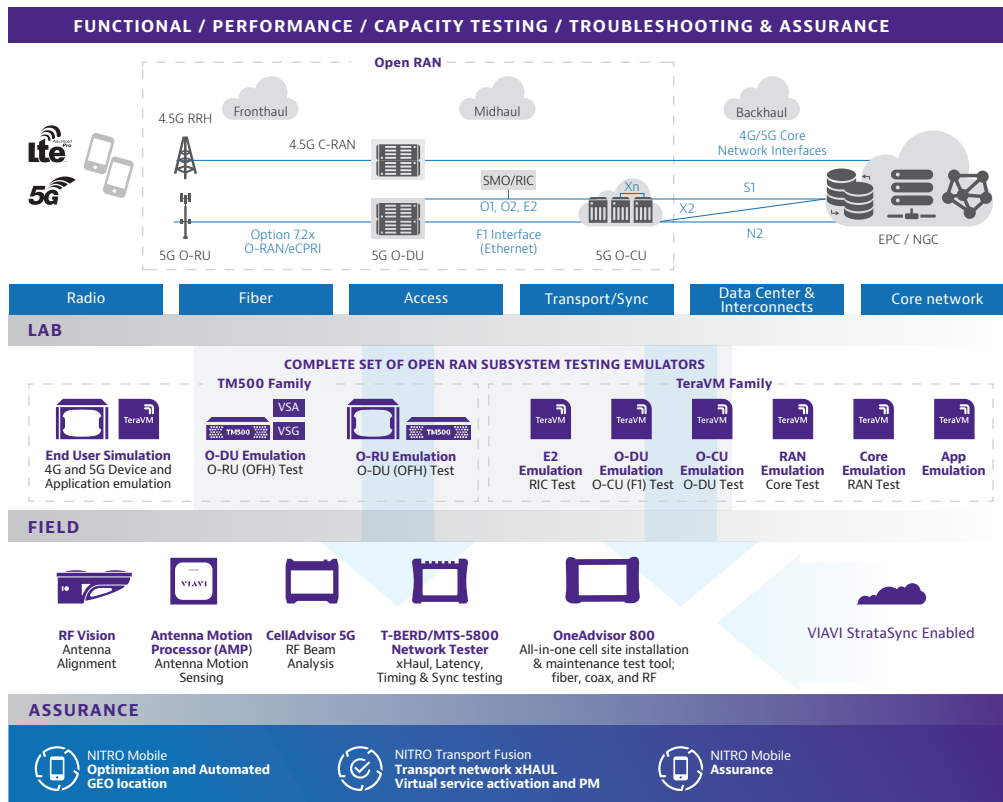 FUNCTIONAL / PERFORMANCE / CAPACITY TESTING / TROUBLESHOOTING & ASSURANCE
Open RAN
Fronthaul
Midhaul
Backhaul
4.5G RRH
4.5G C-RAN
4G/5G Core
Network Interfaces
LTE Advanced Pro
5G
SMO/RIC
Xn
S1
O1, O2, E2
X2
Option 7.2x
O-RAN/eCPRI
F1 Interface
(Ethernet)
N2
EPC / NGC
5G O-RU
5G O-DU
5G O-CU
Radio
Fiber
Access
Transport/Sync
Data Center &
Interconnects
Core network
LAB
COMPLETE SET OF OPEN RAN SUBSYSTEM TESTING EMULATORS
TM500 Family
TeraVM Family
TeraVM
End User Simulation
4G and 5G Device and
Application emulation
VSA
TM500
VSG
O-DU Emulation
O-RU (OFH) Test
TeraVM
TM500
O-RU Emulation
O-DU (OFH) Test
TeraVM
E2
Emulation
RIC Test
TeraVM
O-DU
Emulation
O-CU (F1) Test
TeraVM
O-CU
Emulation
O-DU Test
TeraVM
RAN
Emulation
Core Test
TeraVM
Core
Emulation
RAN Test
TeraVM
App
Emulation
FIELD
RF Vision
Antenna
Alignment
VIAVI
Antenna Motion
Processor (AMP)
Antenna Motion
Sensing
CellAdvisor 5G
RF Beam
Analysis
T-BERD/MTS-5800
Network Tester
xHaul, Latency,
Timing & Sync testing
OneAdvisor 800
All-in-one cell site installation
& maintenance test tool;
fiber, coax, and RF
VIAVI StrataSync Enabled
ASSURANCE
NITRO Mobile
Optimization and Automated
GEO location
NITRO Transport Fusion
Transport network xHAUL
Virtual service activation and PM
NITRO Mobile
Assurance